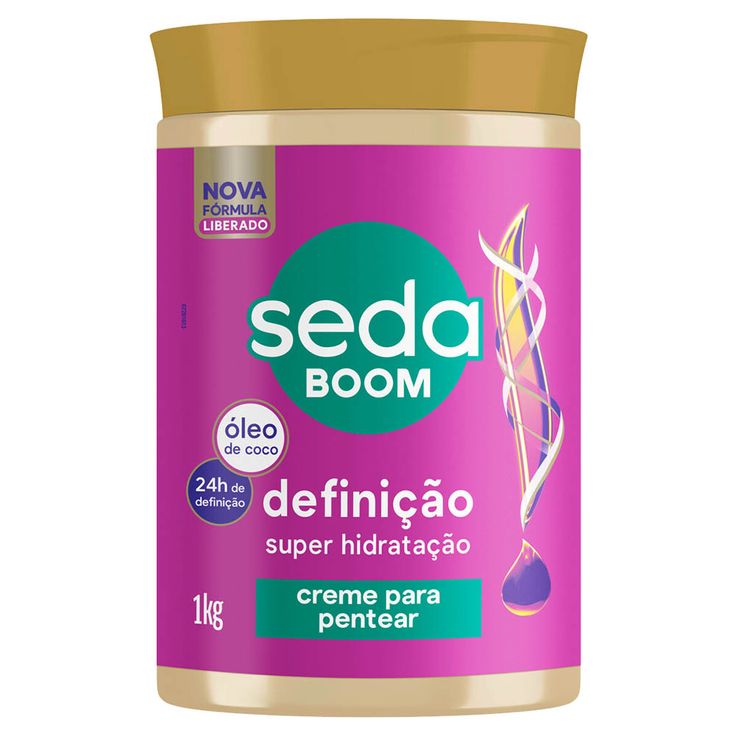 NOVA
FÓRMULA
LIBERADO
seda
BOOM
óleo
de coco
24h de
definição
definição
super hidratação
creme para
pentear
1kg